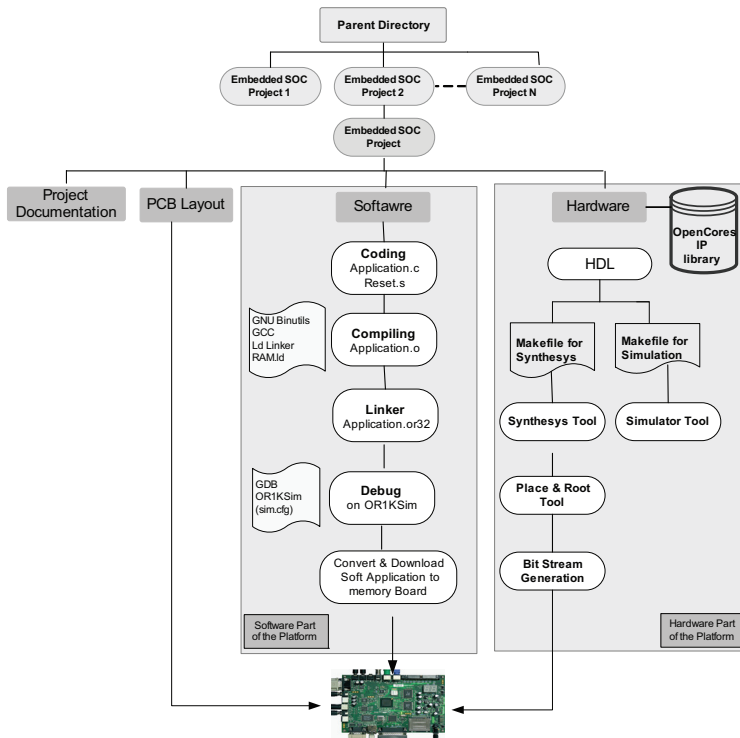 Parent Directory
Embedded SOC
Project 1
Embedded SOC
Project 2
Embedded SOC
Project N
Embedded SOC
Project
Project
Documentation
PCB Layout
Softawre
Hardware
OpenCores
IP
library
Coding
Application.c
Reset.s
GNU Binutils
GCC
Ld Linker
RAM.ld
Compiling
Application.o
Linker
Application.or32
GDB
OR1KSim
(sim.cfg)
Debug
on OR1KSim
Convert & Download
Soft Application to
memory Board
Software Part
of the Platform
HDL
Makefile for
Synthesys
Makefile for
Simulation
Synthesys Tool
Simulator Tool
Place & Root
Tool
Bit Stream
Generation
Hardware Part
of the Platform